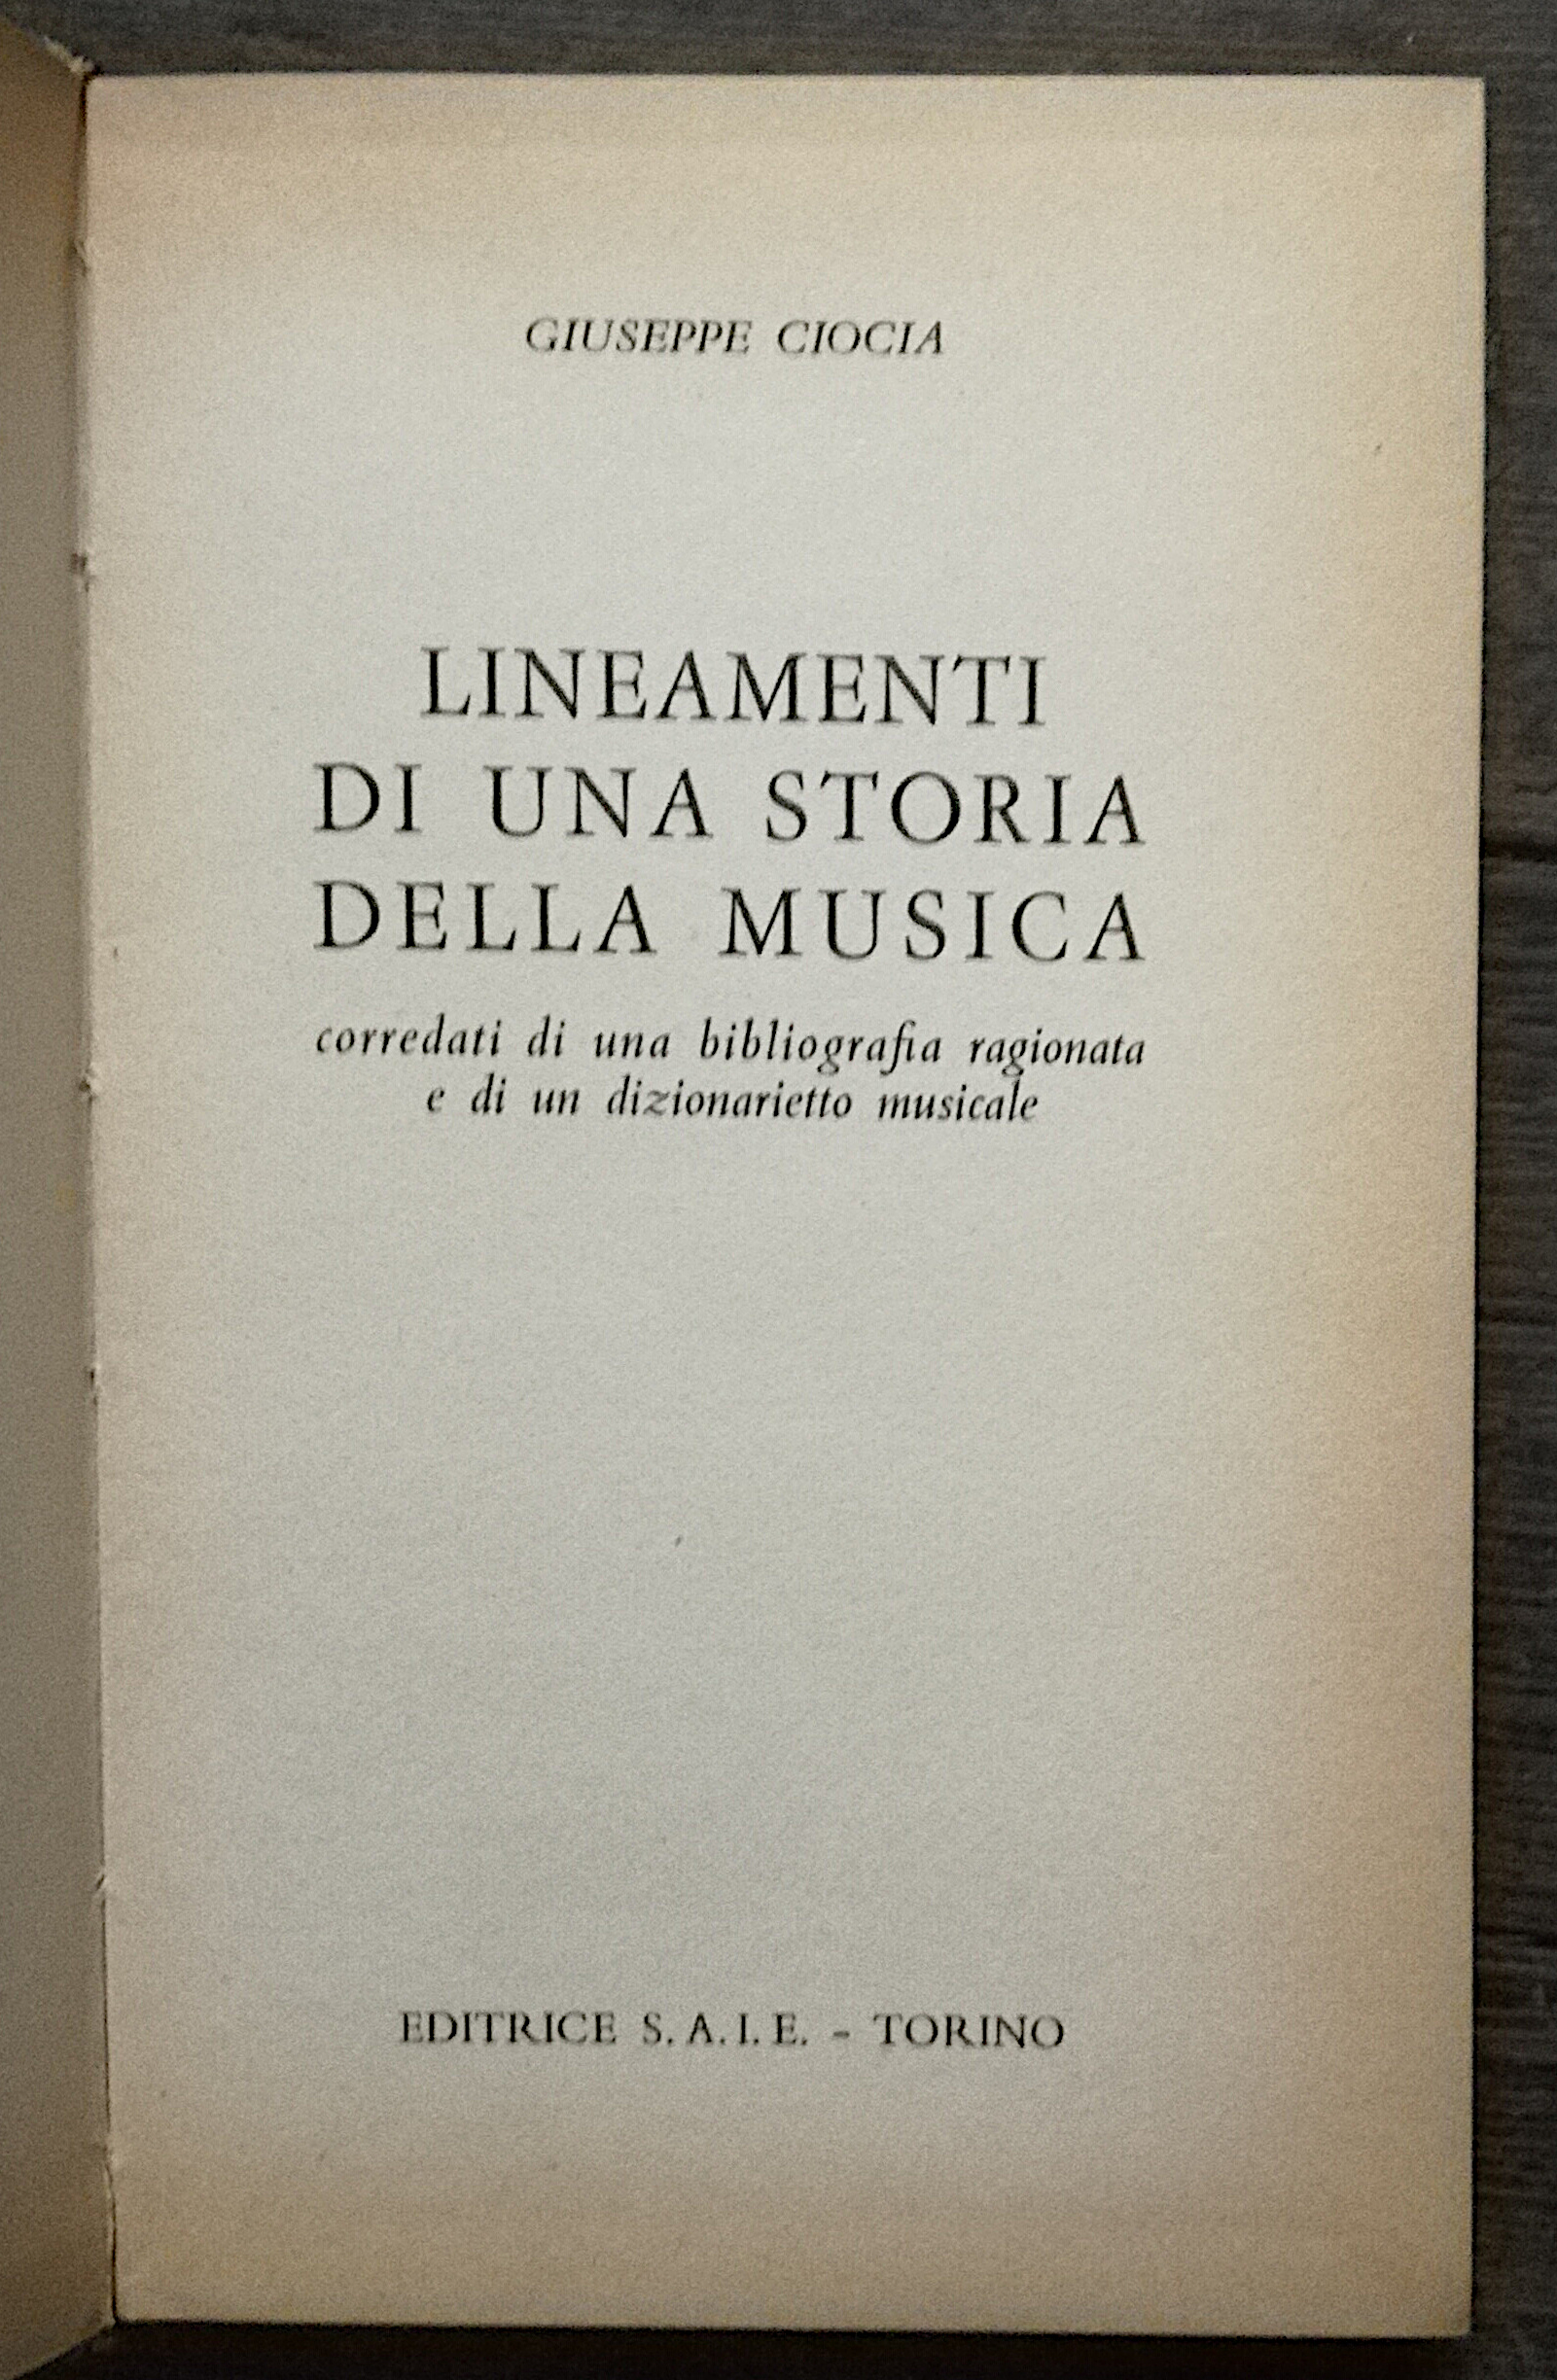 GIUSEPPE CIOCIA
LINEAMENTI
DI UNA STORIA
DELLA MUSICA
corredati di una bibliografia ragionata
e di un dizionarietto musicale
EDITRICE S. A. I. E. - TORINO